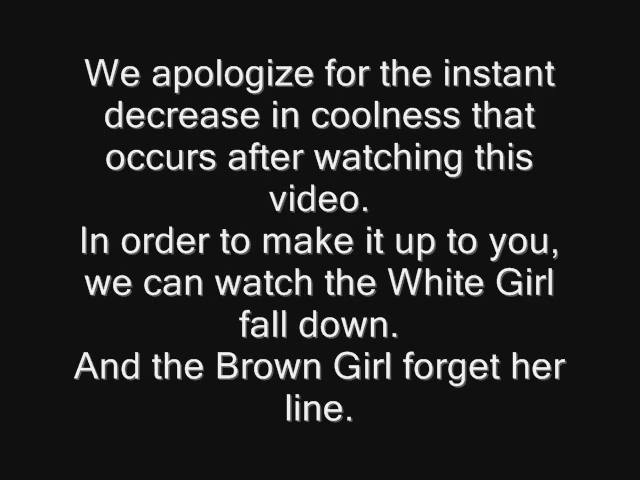 We apologize for the instant
decrease in coolness that
occurs after watching this
video.
In order to make it up to you,
we can watch the White Girl
fall down.
And the Brown Girl forget her
line.